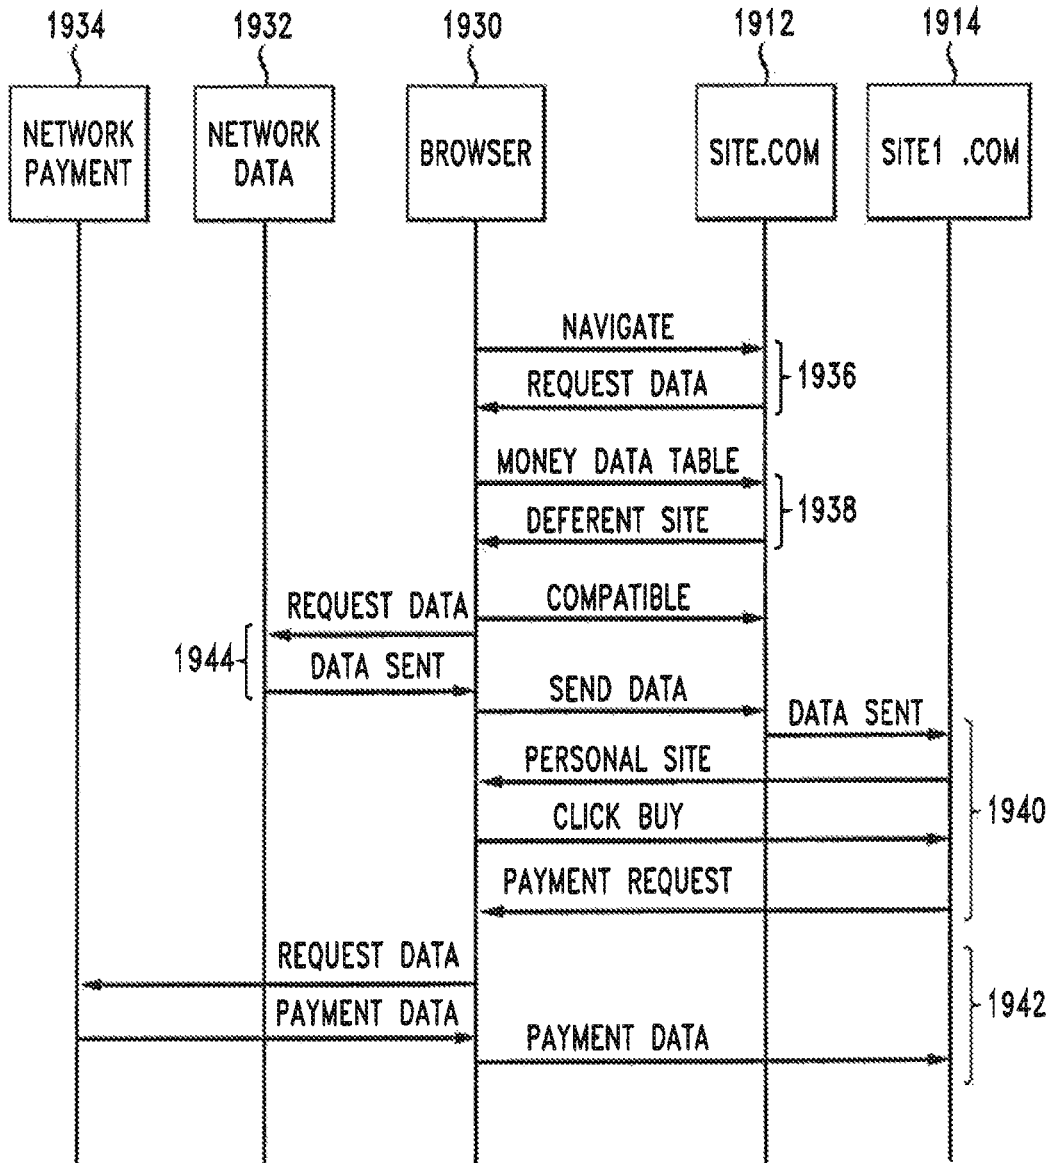 1934
1932
1930
1912
1914
NETWORK
PAYMENT
NETWORK
DATA
BROWSER
SITE.COM
SITE1 .COM
NAVIGATE
1936
REQUEST DATA
MONEY DATA TABLE
1938
DEFERENT SITE
COMPATIBLE
REQUEST DATA
1944
DATA SENT
SEND DATA
DATA SENT
PERSONAL SITE
1940
CLICK BUY
PAYMENT REQUEST
REQUEST DATA
1942
PAYMENT DATA
PAYMENT DATA